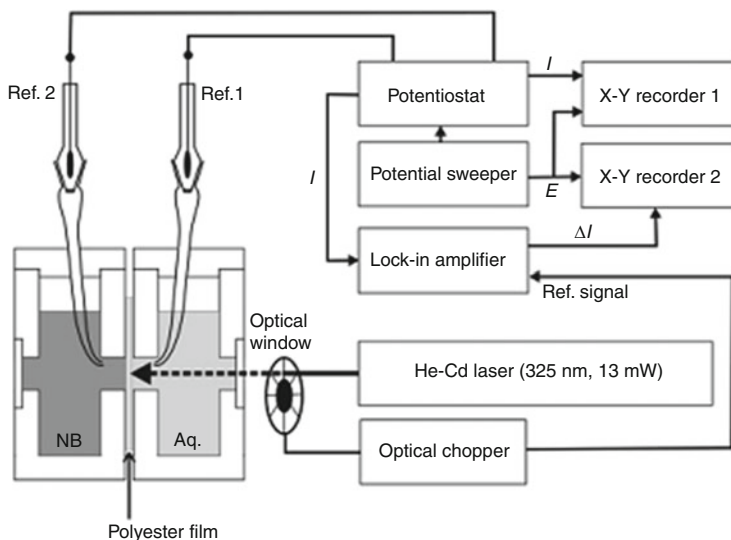 I
Ref. 2
Ref.1
Potentiostat
X-Y recorder 1
I
Potential sweeper
E
X-Y recorder 2
ΔI
Lock-in amplifier
Ref. signal
Optical
window
He-Cd laser (325 nm, 13 mW)
NB
Aq.
Optical chopper
Polyester film